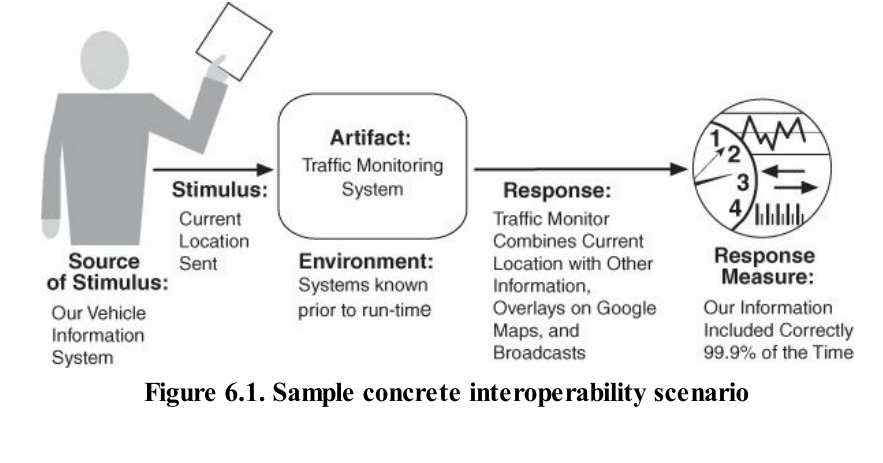 Artifact:
Traffic Monitoring
System
Stimulus:
Current
Location
Sent
Source
of Stimulus:
Our Vehicle
Information
System
Environment:
Systems known
prior to run-time
Response:
Traffic Monitor
Combines Current
Location with Other
Information,
Overlays on Google
Maps, and
Broadcasts
1
2
3
4
Response
Measure:
Our Information
Included Correctly
99.9% of the Time
Figure 6.1. Sample concrete interoperability scenario